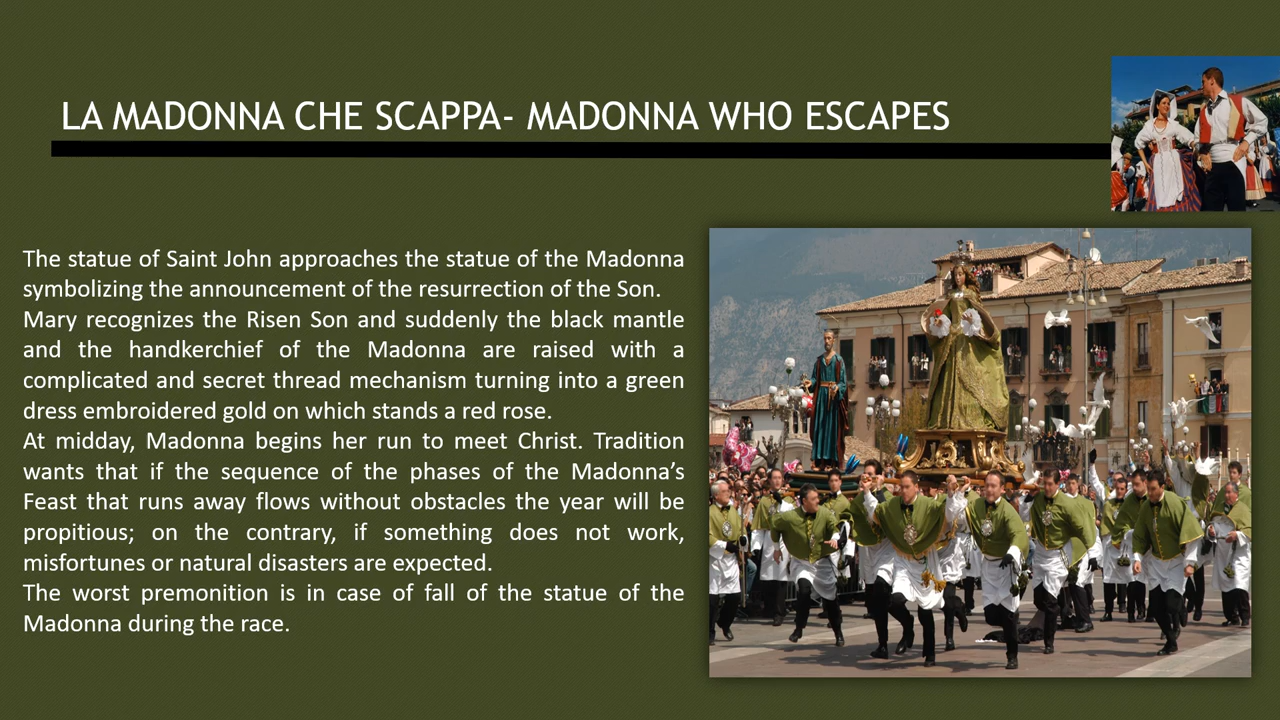 LA MADONNA CHE SCAPPA- MADONNA WHO ESCAPES
The statue of Saint John approaches the statue of the Madonna
symbolizing the announcement of the resurrection of the Son.
Mary recognizes the Risen Son and suddenly the black mantle
and the handkerchief of the Madonna are raised with a
complicated and secret thread mechanism turning into a green
dress embroidered gold on which stands a red rose.
At midday, Madonna begins her run to meet Christ. Tradition
wants that if the sequence of the phases of the Madonna’s
Feast that runs away flows without obstacles the year will be
propitious; on the contrary, if something does not work,
misfortunes or natural disasters are expected.
The worst premonition is in case of fall of the statue of the
Madonna during the race.